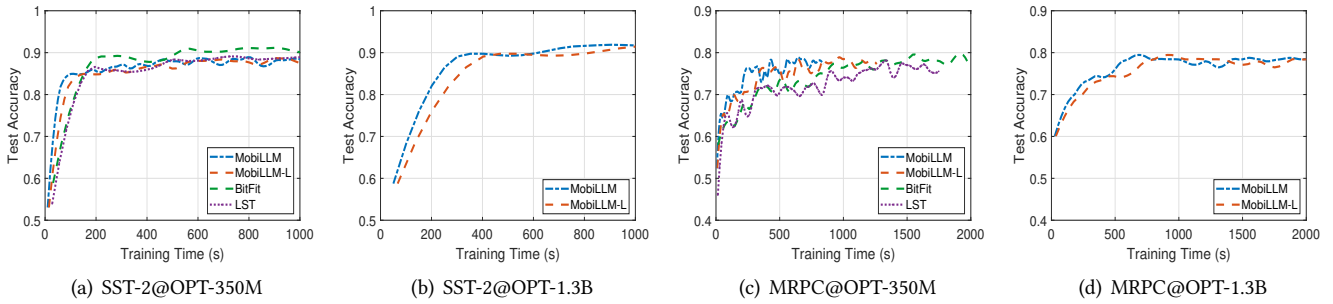 1
0.9
0.8
0.7
0.6
0.5
Test Accuracy
0 200 400 600 800 1000
Training Time (s)
MobiLLM
MobiLLM-L
BitFit
LST
(a) SST-2@OPT-350M
1
0.9
0.8
0.7
0.6
0.5
Test Accuracy
0 200 400 600 800 1000
Training Time (s)
MobiLLM
MobiLLM-L
(b) SST-2@OPT-1.3B
0.9
0.8
0.7
0.6
0.5
0.4
Test Accuracy
0 500 1000 1500 2000
Training Time (s)
MobiLLM
MobiLLM-L
BitFit
LST
(c) MRPC@OPT-350M
0.9
0.8
0.7
0.6
0.5
0.4
Test Accuracy
0 500 1000 1500 2000
Training Time (s)
MobiLLM
MobiLLM-L
(d) MRPC@OPT-1.3B